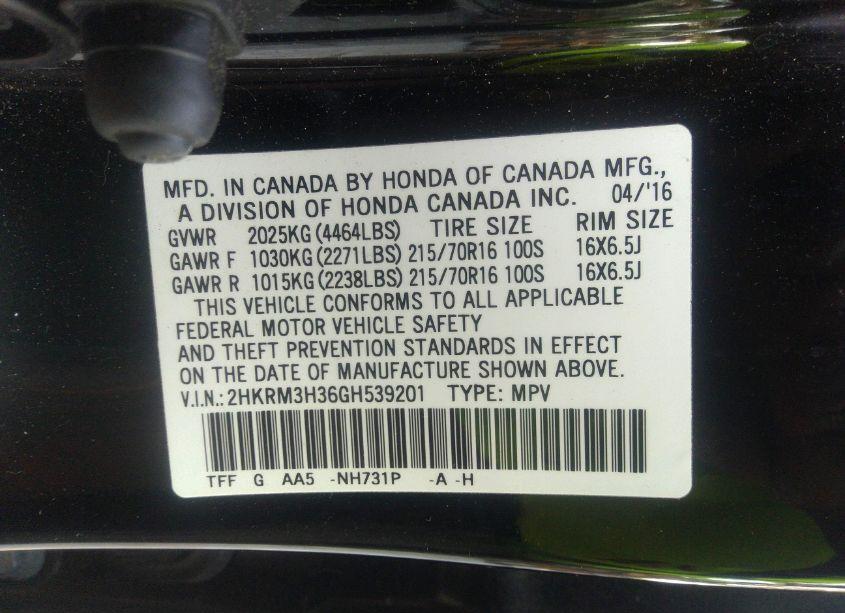 MFD. IN CANADA BY HONDA OF CANADA MFG.,
A DIVISION OF HONDA CANADA INC. 04/'16
GVWR 2025KG (4464LBS) TIRE SIZE RIM SIZE
GAWR F 1030KG (2271LBS) 215/70R16 100S 16X6.5J
GAWR R 1015KG (2238LBS) 215/70R16 100S 16X6.5J
THIS VEHICLE CONFORMS TO ALL APPLICABLE
FEDERAL MOTOR VEHICLE SAFETY
AND THEFT PREVENTION STANDARDS IN EFFECT
ON THE DATE OF MANUFACTURE SHOWN ABOVE.
V.I.N.: 2HKRM3H36GH539201 TYPE: MPV
TFF G AA5 -NH731P -A -H